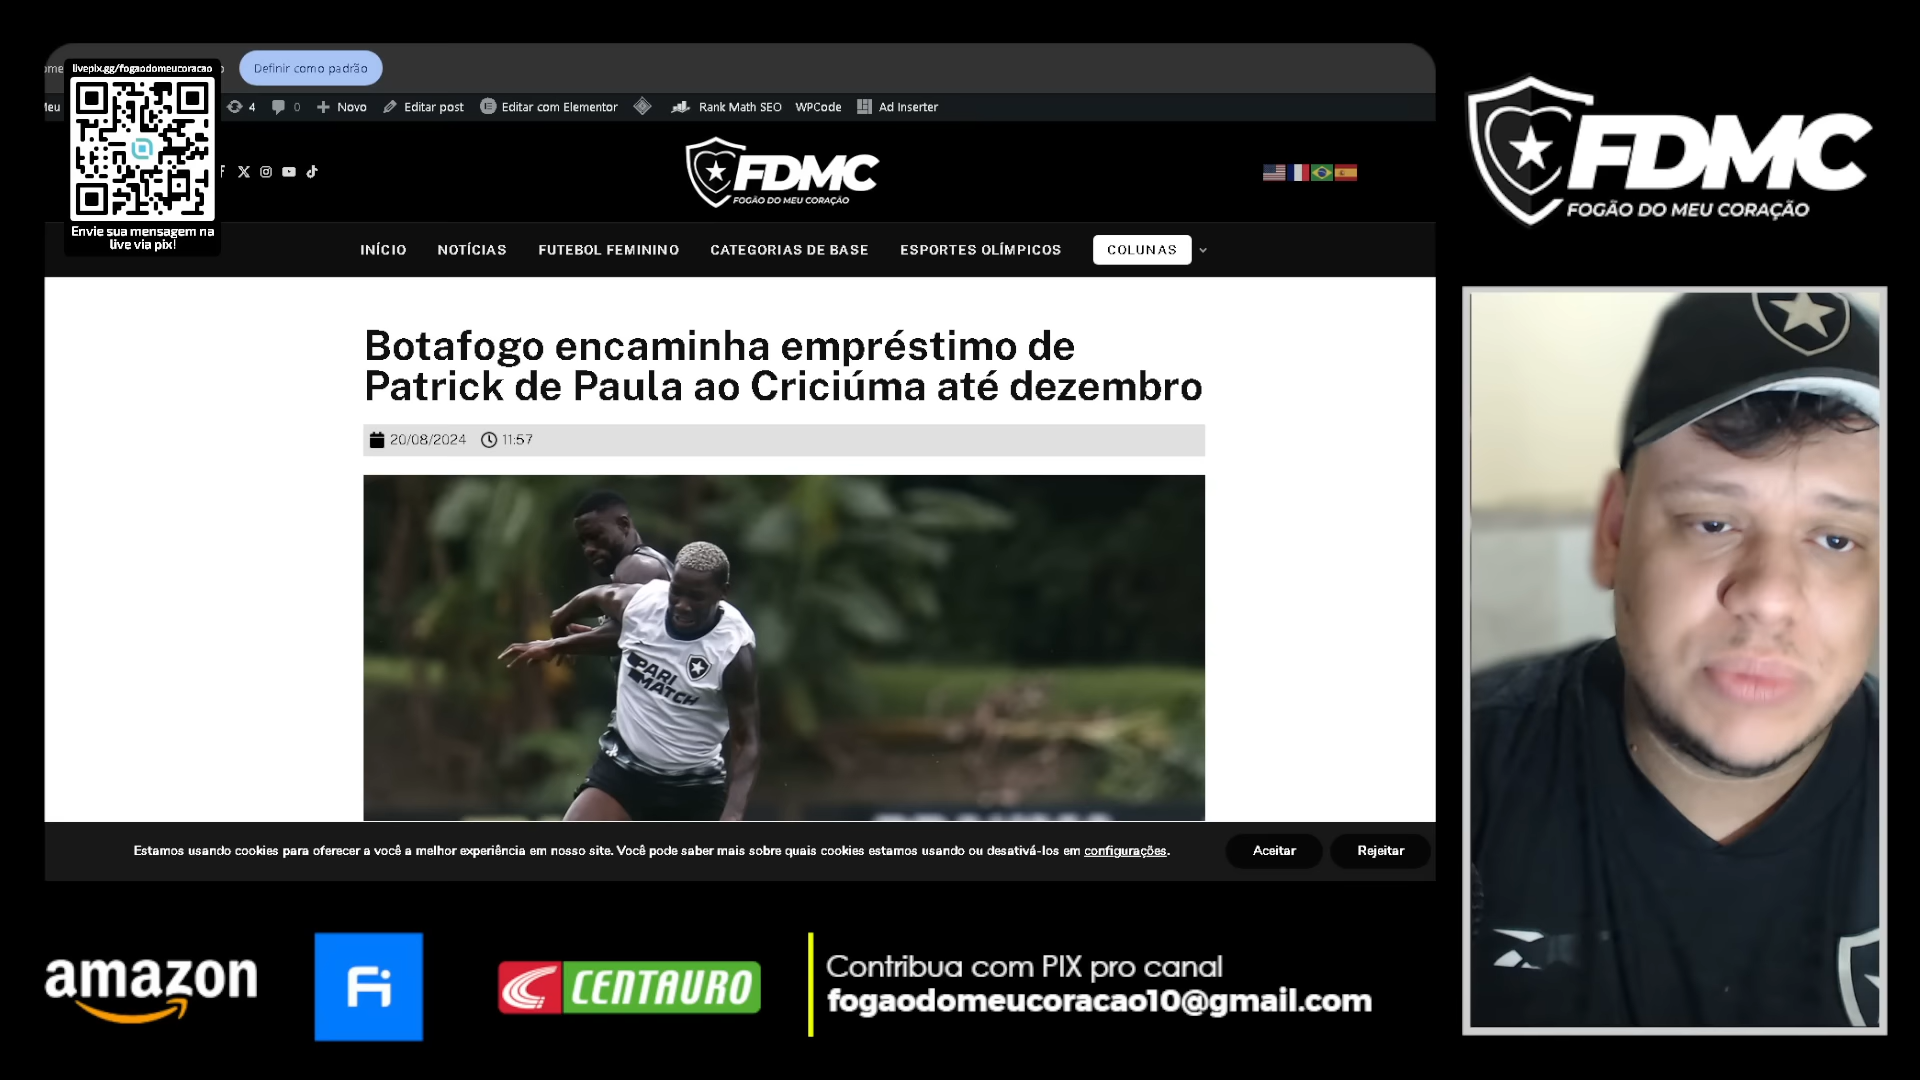 livepix.gg/fogaodomeucoracao
Envie sua mensagem na
live via pix!
Definir como padrão
4
0
Novo
Editar post
Editar com Elementor
Rank Math SEO
WPCode
Ad Inserter
FDMC
FOGÃO DO MEU CORAÇÃO
INÍCIO
NOTÍCIAS
FUTEBOL FEMININO
CATEGORIAS DE BASE
ESPORTES OLÍMPICOS
COLUNAS
Botafogo encaminha empréstimo de
Patrick de Paula ao Criciúma até dezembro
20/08/2024
11:57
PARI
MATCH
Estamos usando cookies para oferecer a você a melhor experiência em nosso site. Você pode saber mais sobre quais cookies estamos usando ou desativá-los em configurações.
Aceitar
Rejeitar
FDMC
FOGÃO DO MEU CORAÇÃO
amazon
Fi
CENTAURO
Contribua com PIX pro canal
fogaodomeucoracao10@gmail.com